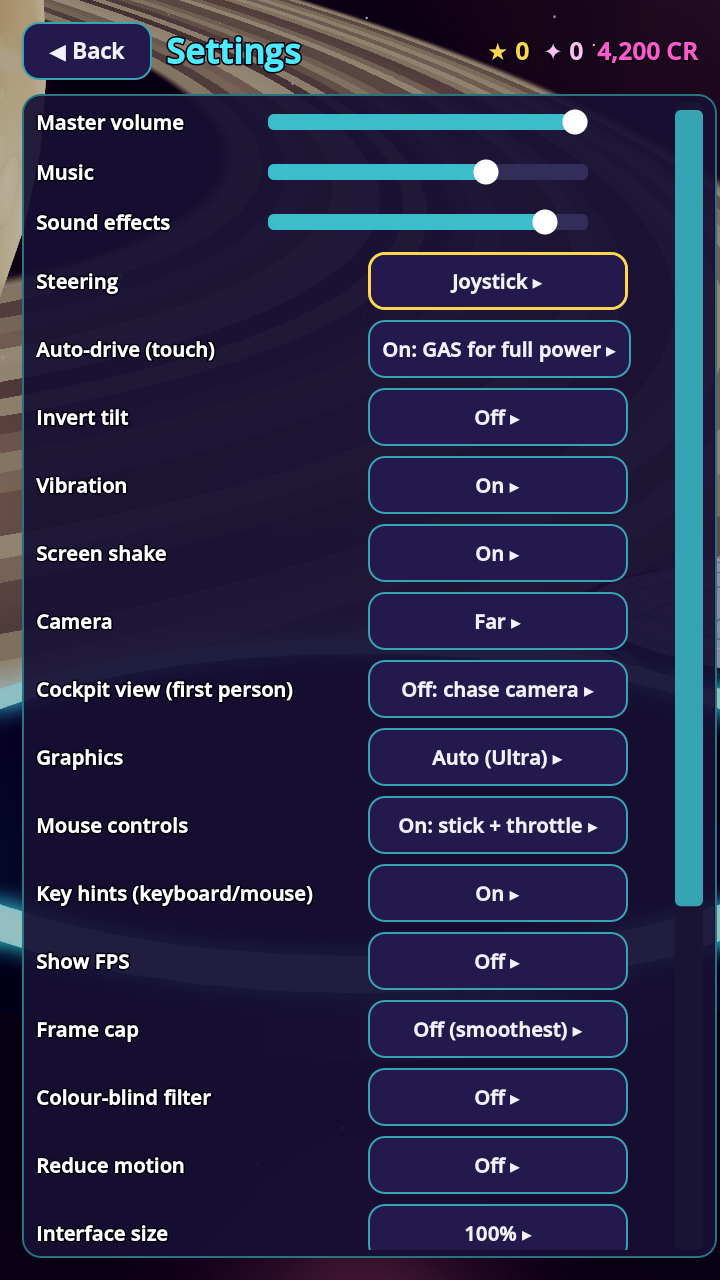 ◀ Back Settings ★ 0 ✦ 0 4,200 CR
Master volume
Music
Sound effects
Steering Joystick ▸
Auto-drive (touch) On: GAS for full power ▸
Invert tilt Off ▸
Vibration On ▸
Screen shake On ▸
Camera Far ▸
Cockpit view (first person) Off: chase camera ▸
Graphics Auto (Ultra) ▸
Mouse controls On: stick + throttle ▸
Key hints (keyboard/mouse) On ▸
Show FPS Off ▸
Frame cap Off (smoothest) ▸
Colour-blind filter Off ▸
Reduce motion Off ▸
Interface size 100% ▸